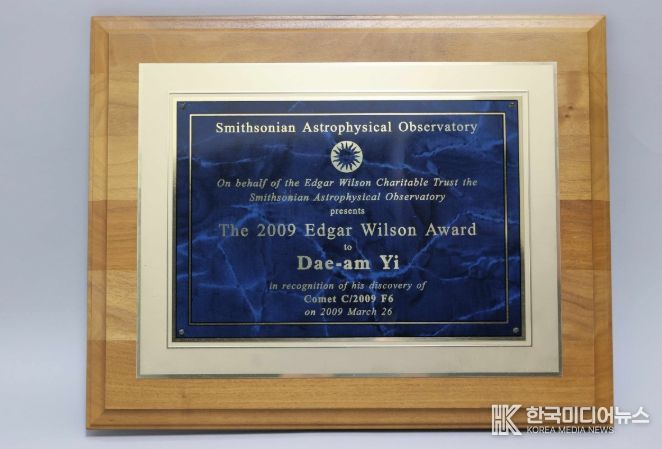 Smithsonian Astrophysical Observatory
On behalf of the Edgar Wilson Charitable Trust the
Smithsonian Astrophysical Observatory
presents
The 2009 Edgar Wilson Award
to
Dae-am Yi
in recognition of his discovery of
Comet C/2009 F6
on 2009 March 26
한국미디어뉴스
KOREA MEDIA NEWS